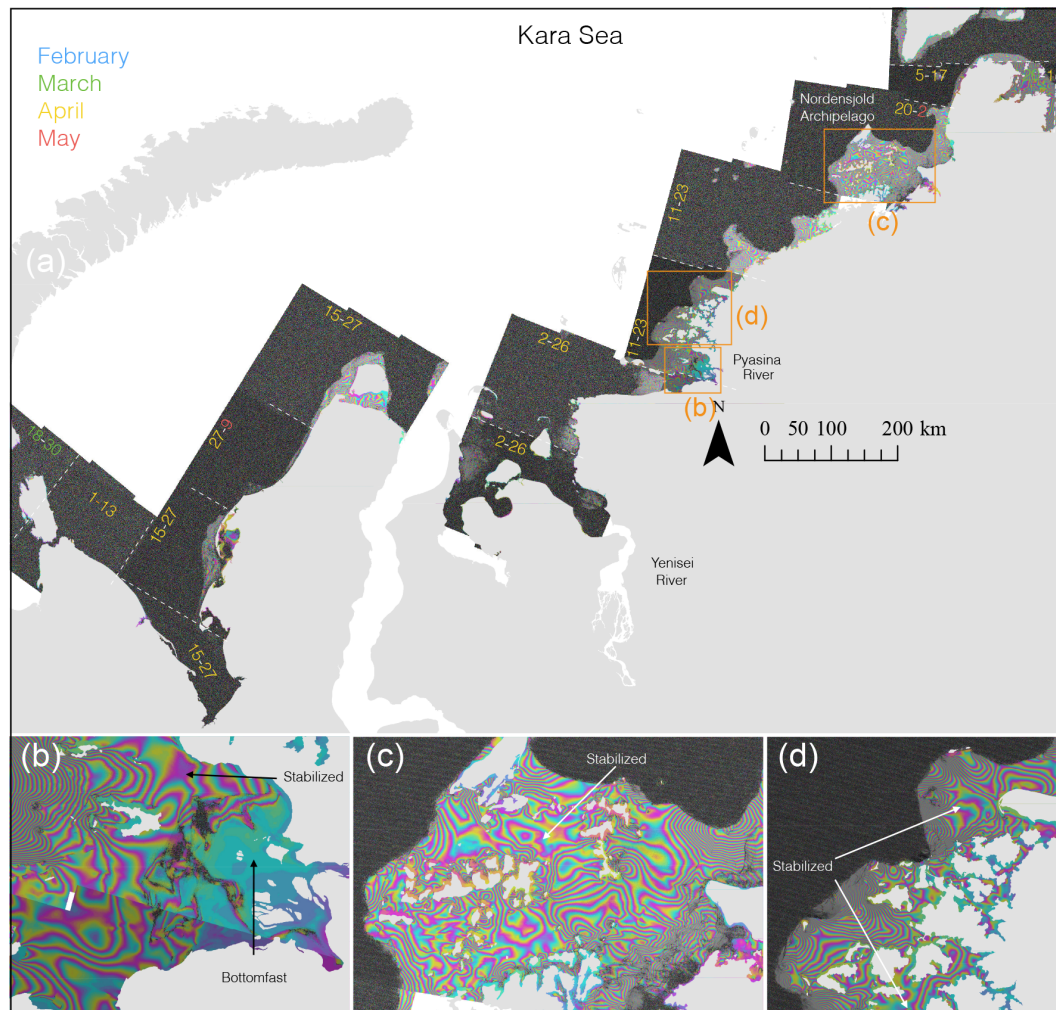 Kara Sea
February
March
April
May
(a)
5-17
Nordensjold
Archipelago
20-2
(c)
11-23
11-23
(d)
Pyasina
River
(b)
N
0 50 100 200 km
15-27
2-26
27-9
2-26
18-30
1-13
15-27
15-27
Yenisei
River
(b)
Stabilized
Bottomfast
(c)
Stabilized
(d)
Stabilized